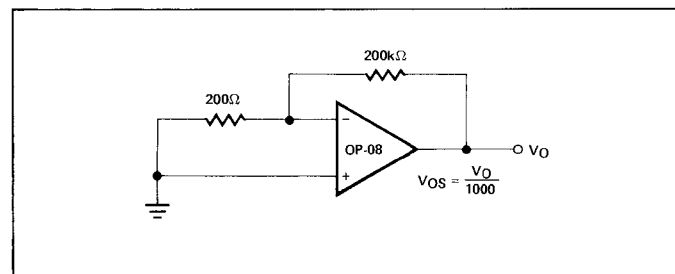 200kΩ
200Ω
−
OP-08
+
VO
VOS = VO
1000